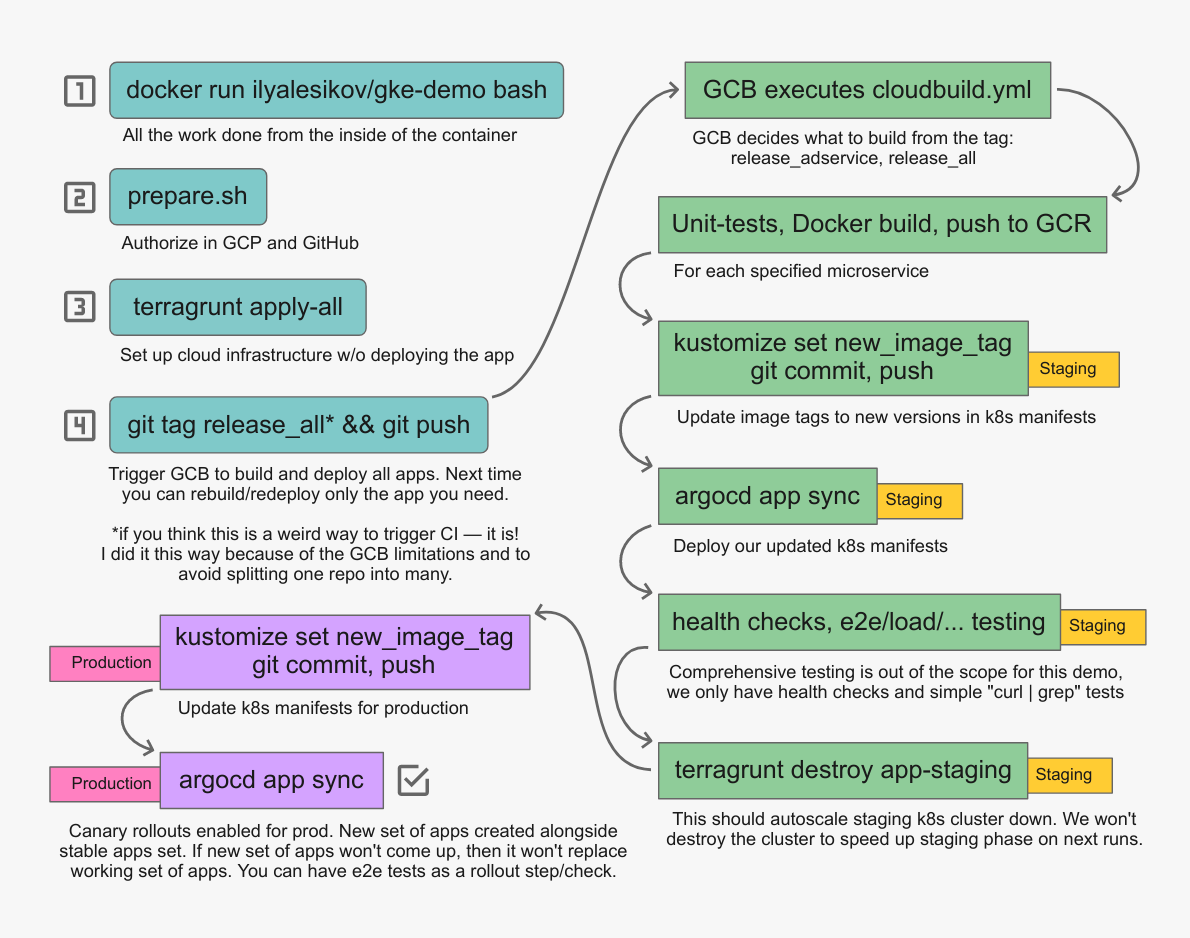 1
docker run ilyalesikov/gke-demo bash
All the work done from the inside of the container
2
prepare.sh
Authorize in GCP and GitHub
3
terragrunt apply-all
Set up cloud infrastructure w/o deploying the app
4
git tag release_all* && git push
Trigger GCB to build and deploy all apps. Next time
you can rebuild/redeploy only the app you need.
*if you think this is a weird way to trigger CI — it is!
I did it this way because of the GCB limitations and to
avoid splitting one repo into many.
GCB executes cloudbuild.yml
GCB decides what to build from the tag:
release_adservice, release_all
Unit-tests, Docker build, push to GCR
For each specified microservice
kustomize set new_image_tag
git commit, push
Staging
Update image tags to new versions in k8s manifests
argocd app sync
Staging
Deploy our updated k8s manifests
health checks, e2e/load/... testing
Staging
Comprehensive testing is out of the scope for this demo,
we only have health checks and simple "curl | grep" tests
terragrunt destroy app-staging
Staging
This should autoscale staging k8s cluster down. We won't
destroy the cluster to speed up staging phase on next runs.
kustomize set new_image_tag
git commit, push
Production
Update k8s manifests for production
Production
argocd app sync
Canary rollouts enabled for prod. New set of apps created alongside
stable apps set. If new set of apps won't come up, then it won't replace
working set of apps. You can have e2e tests as a rollout step/check.